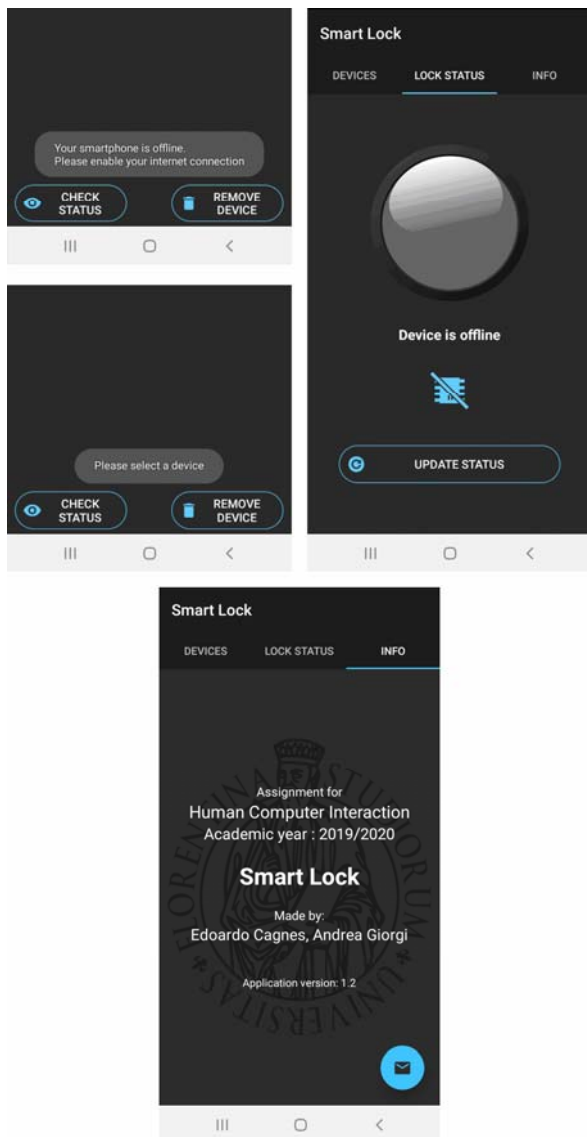 Your smartphone is offline.
Please enable your internet connection
CHECK
STATUS
REMOVE
DEVICE
Please select a device
CHECK
STATUS
REMOVE
DEVICE
Smart Lock
DEVICES
LOCK STATUS
INFO
Device is offline
UPDATE STATUS
Smart Lock
DEVICES
LOCK STATUS
INFO
Assignment for
Human Computer Interaction
Academic year : 2019/2020
Smart Lock
Made by:
Edoardo Cagnes, Andrea Giorgi
Application version: 1.2
FLORENTINA STUDIORUM UNIVERSITAS